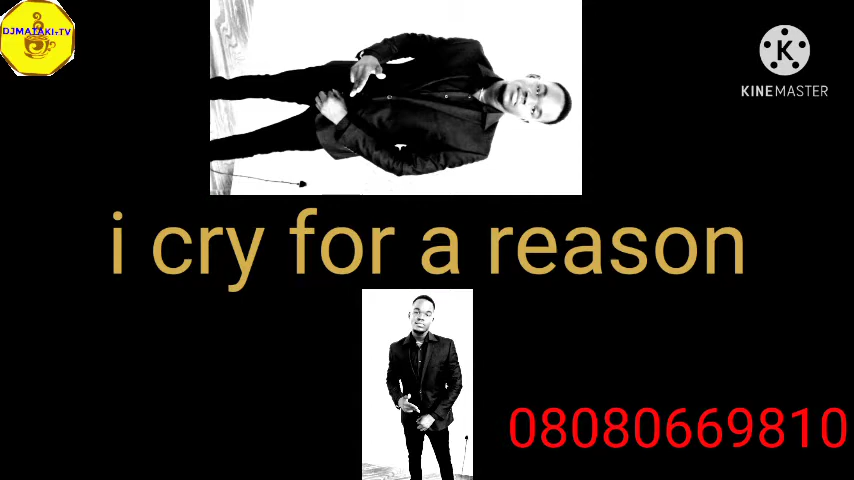 DJMATAKI-TV
K
KINEMASTER
i cry for a reason
08080669810